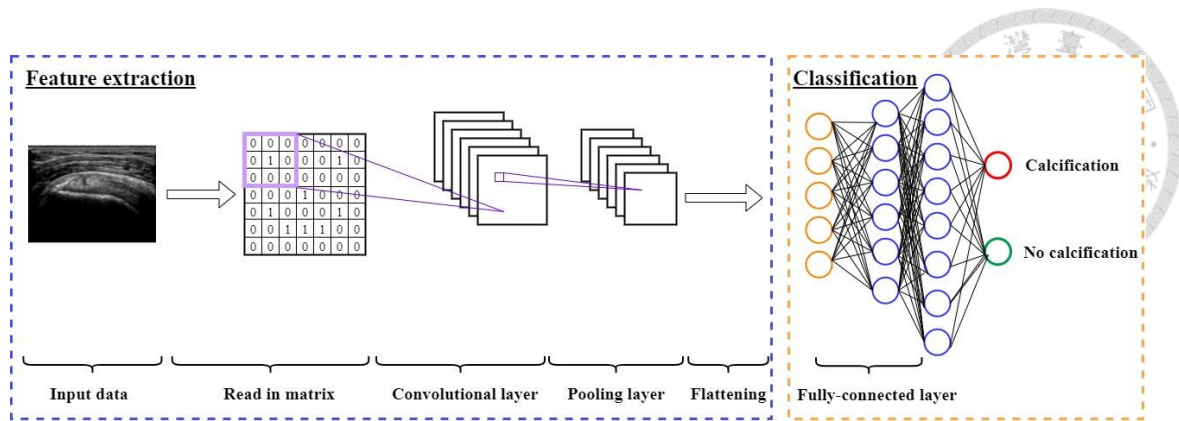 Feature extraction
Classification
0 0 0 0 0 0 0
0 1 0 0 0 1 0
0 0 0 0 0 0 0
0 0 0 1 0 0 0
0 1 0 0 0 1 0
0 0 1 1 1 0 0
0 0 0 0 0 0 0
Calcification
No calcification
Input data
Read in matrix
Convolutional layer
Pooling layer
Flattening
Fully-connected layer
臺
灣